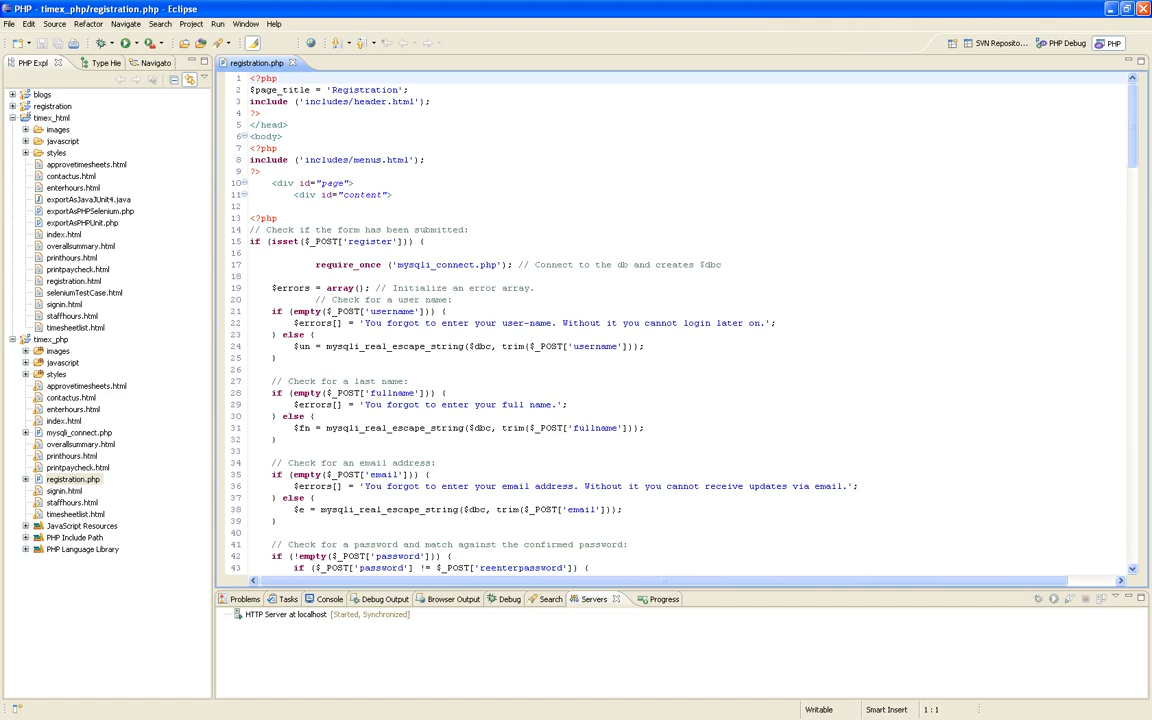 PHP - timex_php/registration.php - Eclipse
File Edit Source Refactor Navigate Search Project Run Window Help
SVN Reposito... PHP Debug PHP
PHP Expl Type Hie Navigato
registration.php
blogs
registration
timex_html
images
javascript
styles
approvetimesheets.html
contactus.html
enterhours.html
exportAsJavaJUnit4.java
exportAsPHPSelenium.php
exportAsPHPUnit.php
index.html
overallsummary.html
printhours.html
printpaycheck.html
registration.html
seleniumTestCase.html
signin.html
staffhours.html
timesheetlist.html
timex_php
images
javascript
styles
approvetimesheets.html
contactus.html
enterhours.html
index.html
mysqli_connect.php
overallsummary.html
printhours.html
printpaycheck.html
registration.php
signin.html
staffhours.html
timesheetlist.html
JavaScript Resources
PHP Include Path
PHP Language Library
1 <?php
2 $page_title = 'Registration';
3 include ('includes/header.html');
4 ?>
5 </head>
6 <body>
7 <?php
8 include ('includes/menus.html');
9 ?>
10 <div id="page">
11 <div id="content">
12
13 <?php
14 // Check if the form has been submitted:
15 if (isset($_POST['register'])) {
16
17 require_once ('mysqli_connect.php'); // Connect to the db and creates $dbc
18
19 $errors = array(); // Initialize an error array.
20 // Check for a user name:
21 if (empty($_POST['username'])) {
22 $errors[] = 'You forgot to enter your user-name. Without it you cannot login later on.';
23 } else {
24 $un = mysqli_real_escape_string($dbc, trim($_POST['username']));
25 }
26
27 // Check for a last name:
28 if (empty($_POST['fullname'])) {
29 $errors[] = 'You forgot to enter your full name.';
30 } else {
31 $fn = mysqli_real_escape_string($dbc, trim($_POST['fullname']));
32 }
33
34 // Check for an email address:
35 if (empty($_POST['email'])) {
36 $errors[] = 'You forgot to enter your email address. Without it you cannot receive updates via email.';
37 } else {
38 $e = mysqli_real_escape_string($dbc, trim($_POST['email']));
39 }
40
41 // Check for a password and match against the confirmed password:
42 if (!empty($_POST['password'])) {
43 if ($_POST['password'] != $_POST['reenterpassword']) {
Problems Tasks Console Debug Output Browser Output Debug Search Servers Progress
HTTP Server at localhost [Started, Synchronized]
Writable Smart Insert 1 : 1